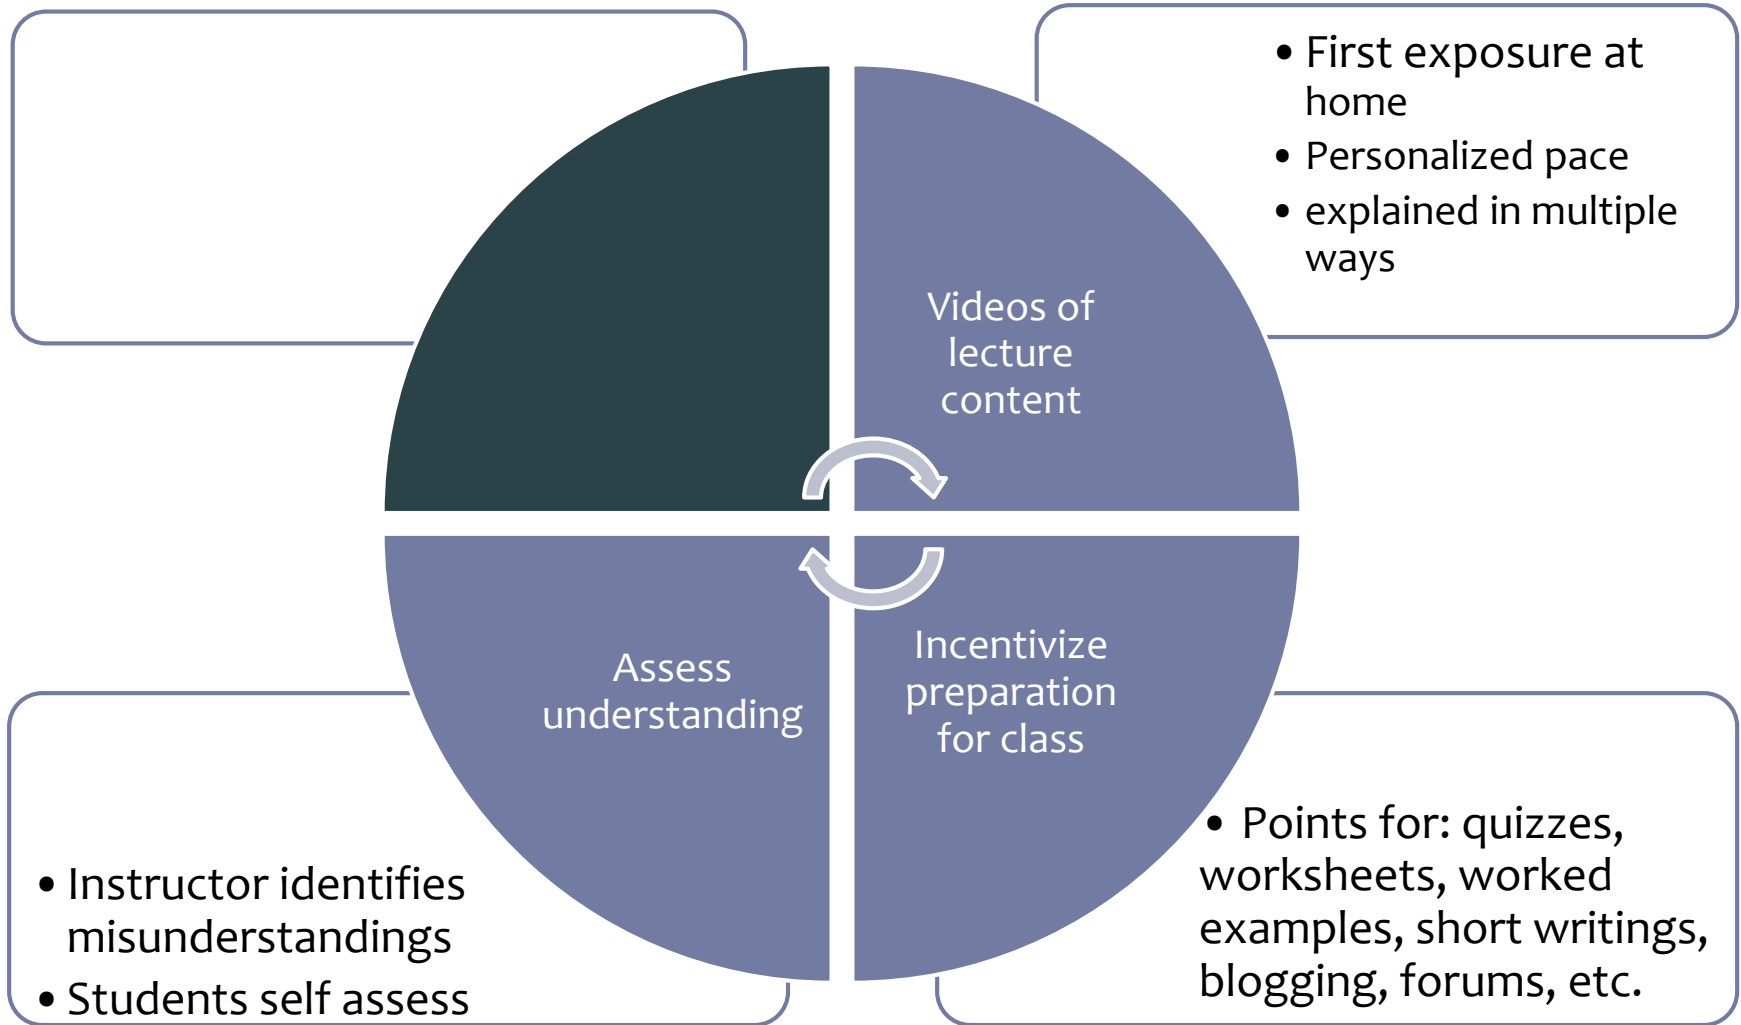 • First exposure at
home
• Personalized pace
• explained in multiple
ways
Videos of
lecture
content
Incentivize
preparation
for class
• Points for: quizzes,
worksheets, worked
examples, short writings,
blogging, forums, etc.
Assess
understanding
• Instructor identifies
misunderstandings
• Students self assess